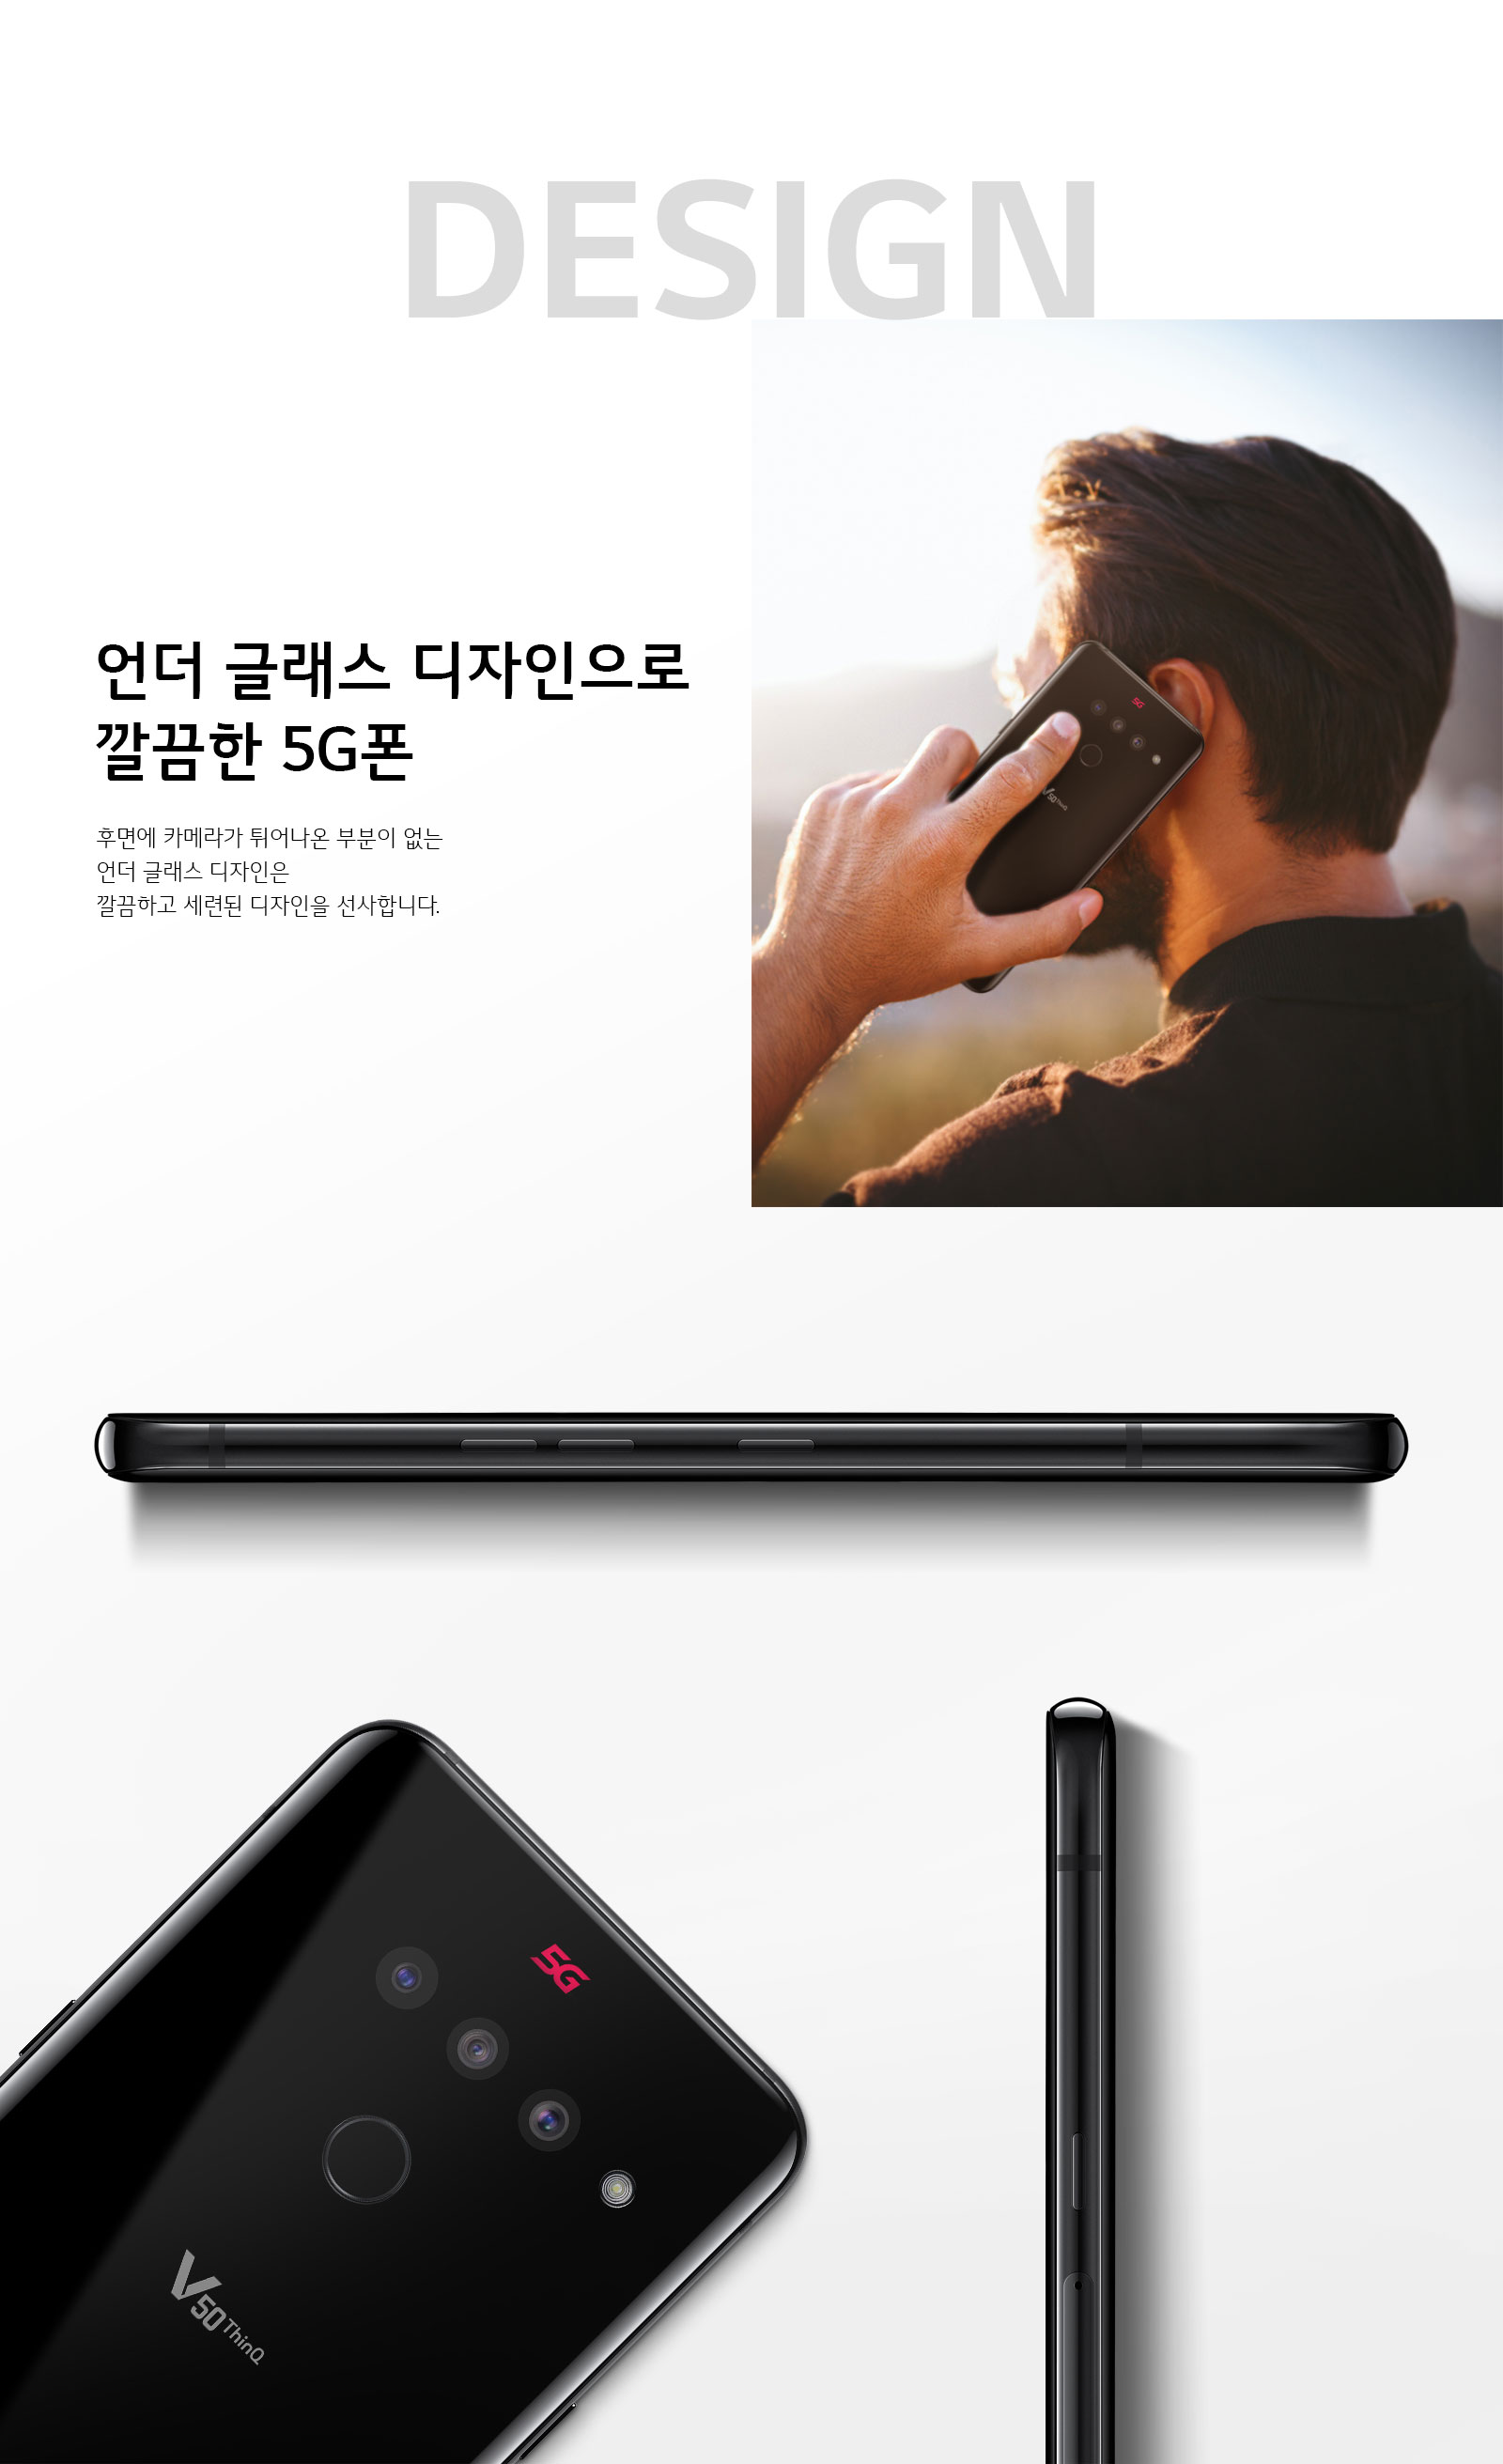 DESIGN
언더 글래스 디자인으로
깔끔한 5G폰
후면에 카메라가 튀어나온 부분이 없는
언더 글래스 디자인은
깔끔하고 세련된 디자인을 선사합니다.
5G
V50 ThinQ
5G
V50 ThinQ